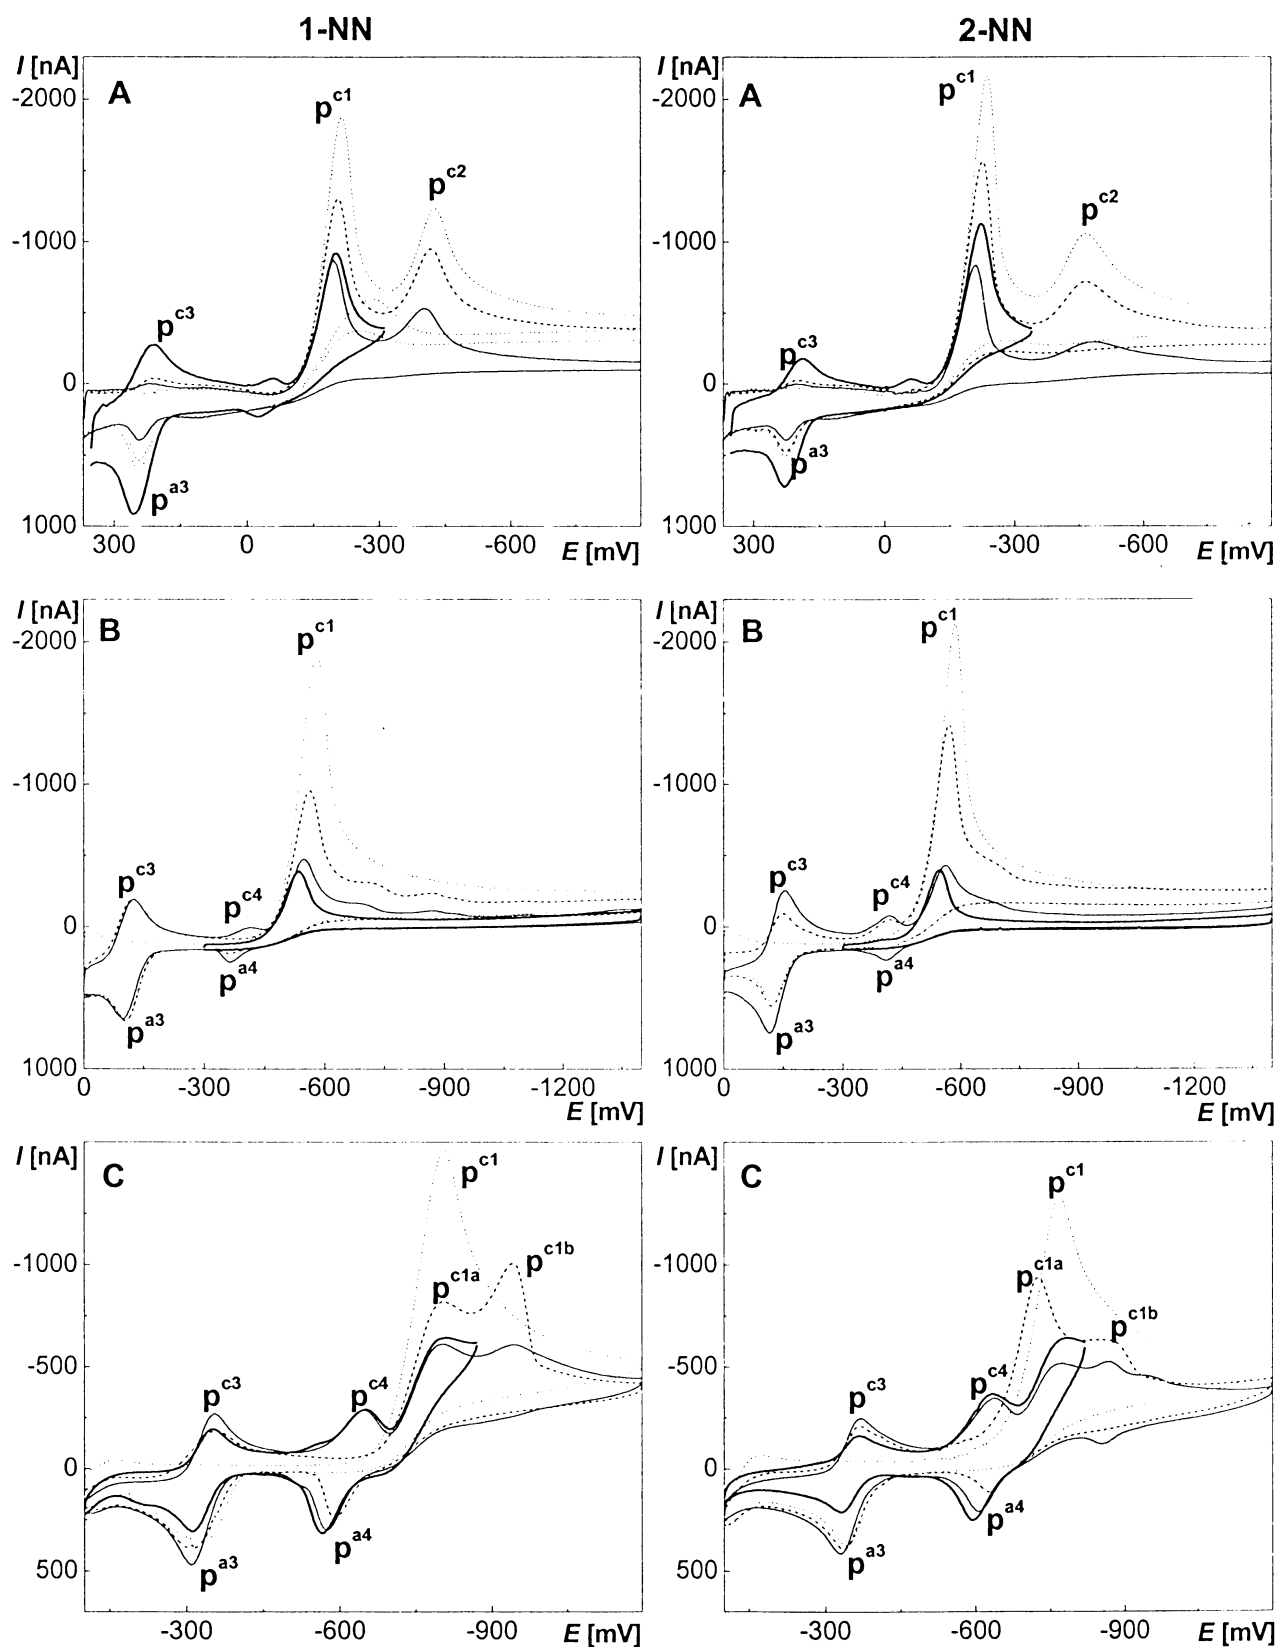 1-NN
2-NN
I [nA]
A
-2000
-1000
0
1000
p^c1
p^c2
p^c3
p^a3
300
0
-300
-600
E [mV]
I [nA]
A
-2000
-1000
0
1000
p^c1
p^c2
p^c3
p^a3
300
0
-300
-600
E [mV]
I [nA]
B
-2000
-1000
0
1000
p^c1
p^c3
p^c4
p^a4
p^a3
0
-300
-600
-900
-1200
E [mV]
I [nA]
B
-2000
-1000
0
1000
p^c1
p^c3
p^c4
p^a4
p^a3
0
-300
-600
-900
-1200
E [mV]
I [nA]
C
-1000
-500
0
500
p^c1
p^c1a
p^c1b
p^c3
p^c4
p^a3
p^a4
-300
-600
-900
E [mV]
I [nA]
C
-1000
-500
0
500
p^c1
p^c1a
p^c1b
p^c3
p^c4
p^a3
p^a4
-300
-600
-900
E [mV]